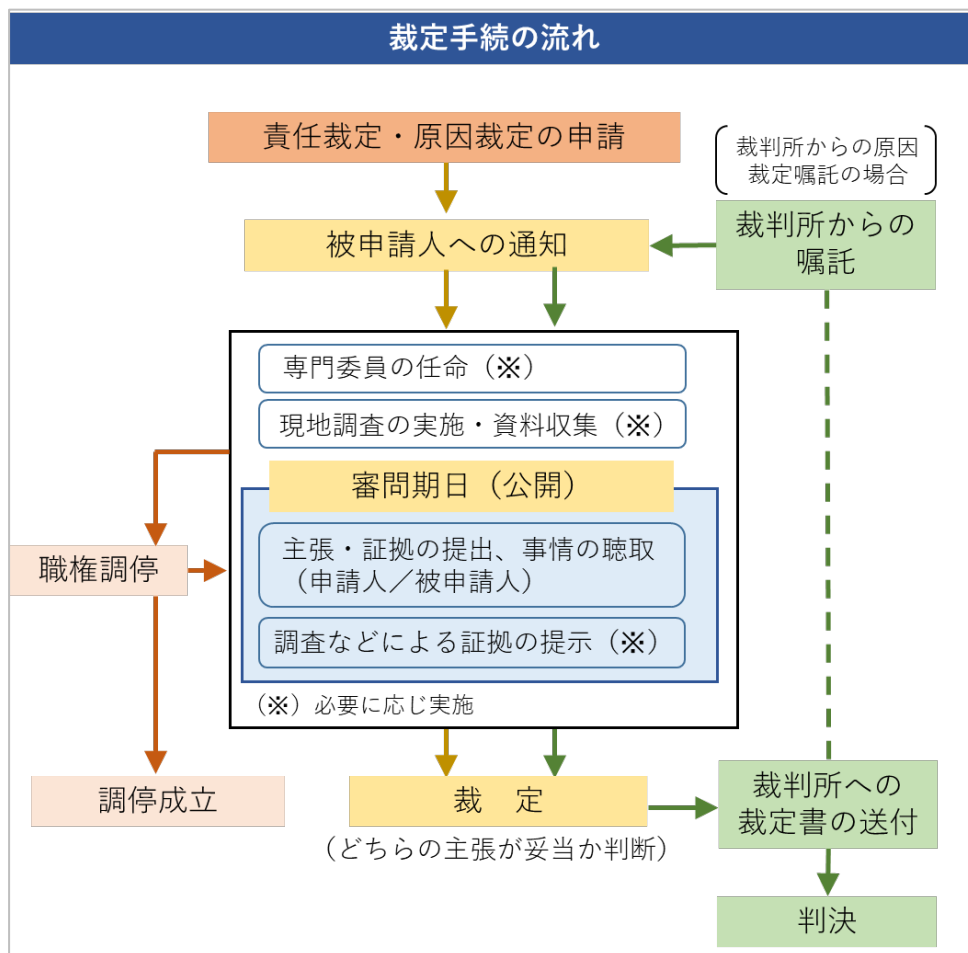 裁定手続の流れ
責任裁定・原因裁定の申請
裁判所からの原因
裁定嘱託の場合
被申請人への通知
裁判所からの
嘱託
専門委員の任命（※）
現地調査の実施・資料収集（※）
審問期日（公開）
主張・証拠の提出、事情の聴取
（申請人／被申請人）
職権調停
調査などによる証拠の提示（※）
（※）必要に応じ実施
調停成立
裁　定
（どちらの主張が妥当か判断）
裁判所への
裁定書の送付
判決